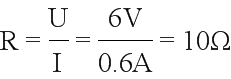 R = U/I = 6V/0.6A = 10Ω